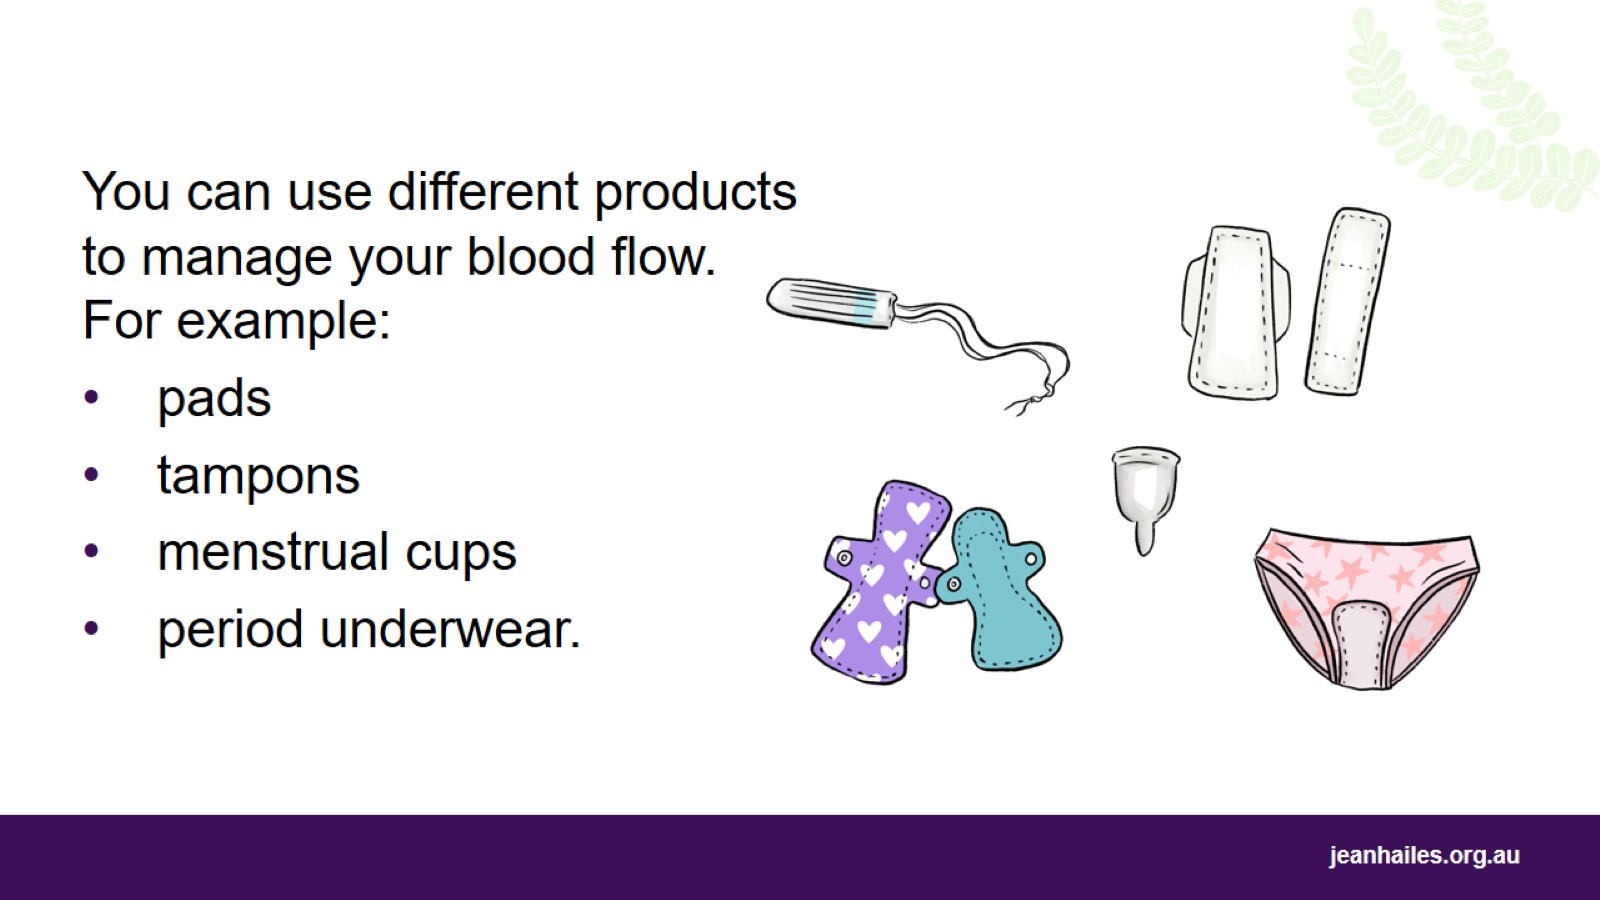 You can use different products
to manage your blood flow.
For example:
• pads
• tampons
• menstrual cups
• period underwear.
jeanhailes.org.au